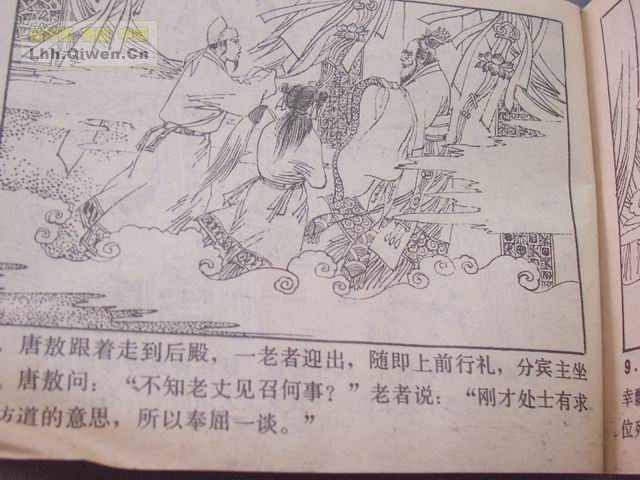 Lhh.Qiwen.Cn
唐敖跟着走到后殿，一老者迎出，随即上前行礼，分宾主坐
。唐敖问：“不知老丈见召何事？”老者说：“刚才处士有求
访道的意思，所以奉屈一谈。”
9.
幸
位